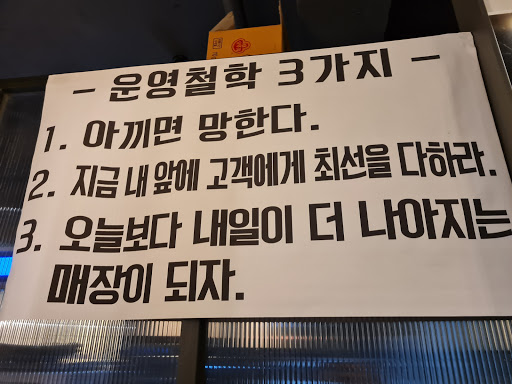 - 운영철학 3가지 -
1. 아끼면 망한다.
2. 지금 내 앞에 고객에게 최선을 다하라.
3. 오늘보다 내일이 더 나아지는
매장이 되자.